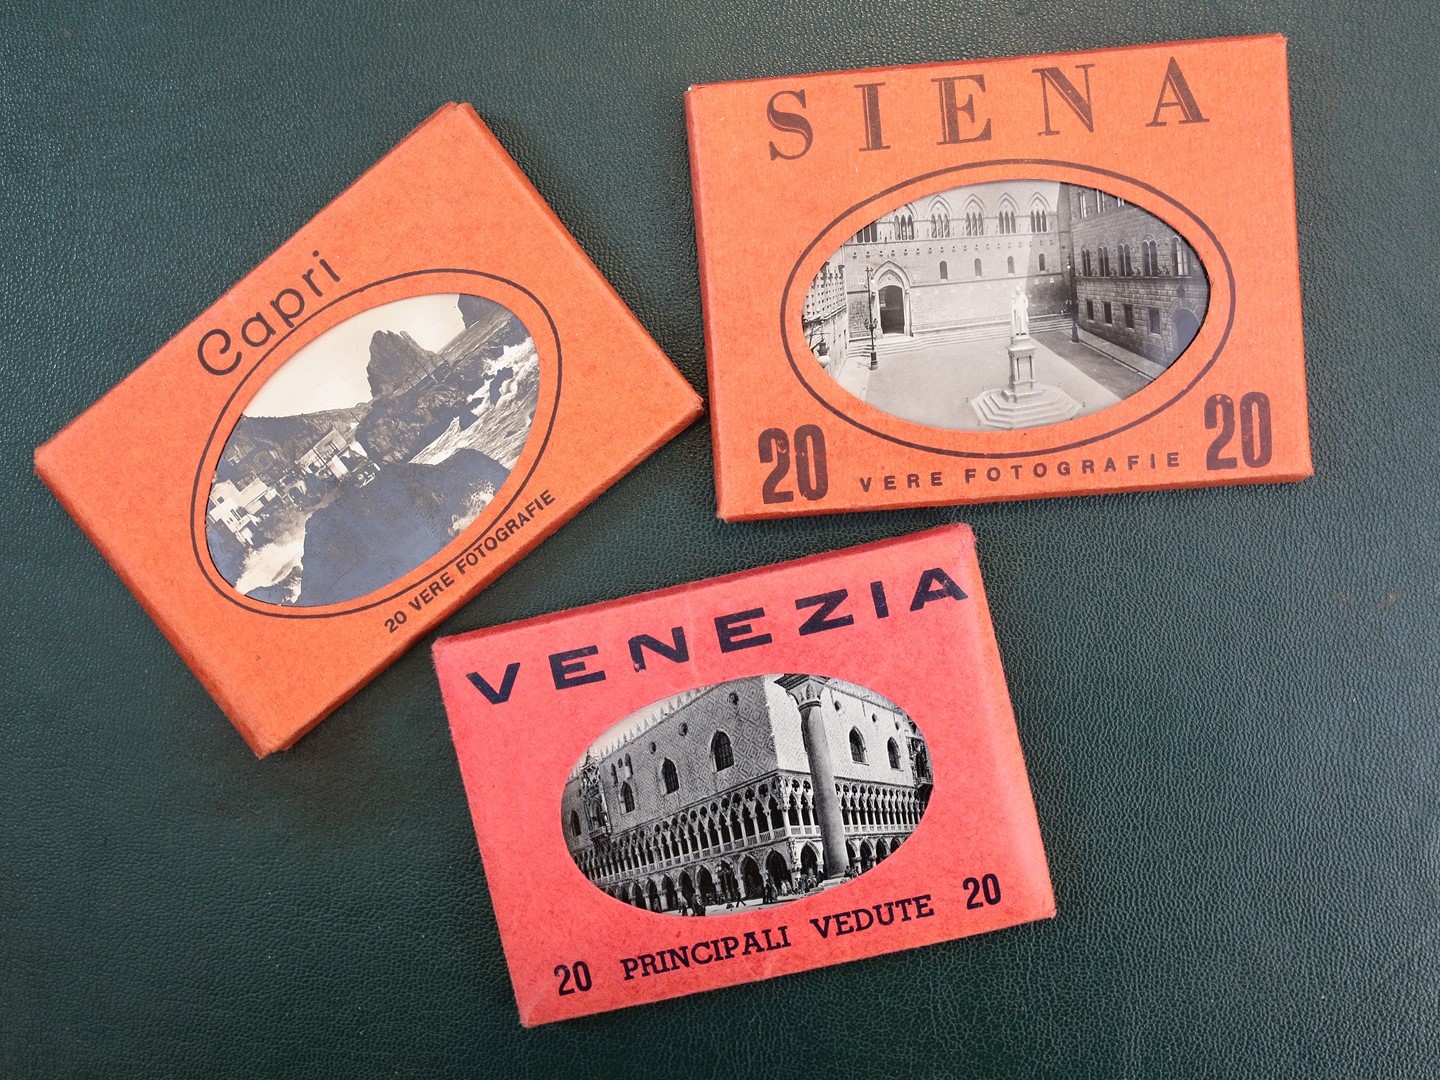 Capri
20 VERE FOTOGRAFIE
SIENA
20 VERE FOTOGRAFIE 20
VENEZIA
20 PRINCIPALI VEDUTE 20